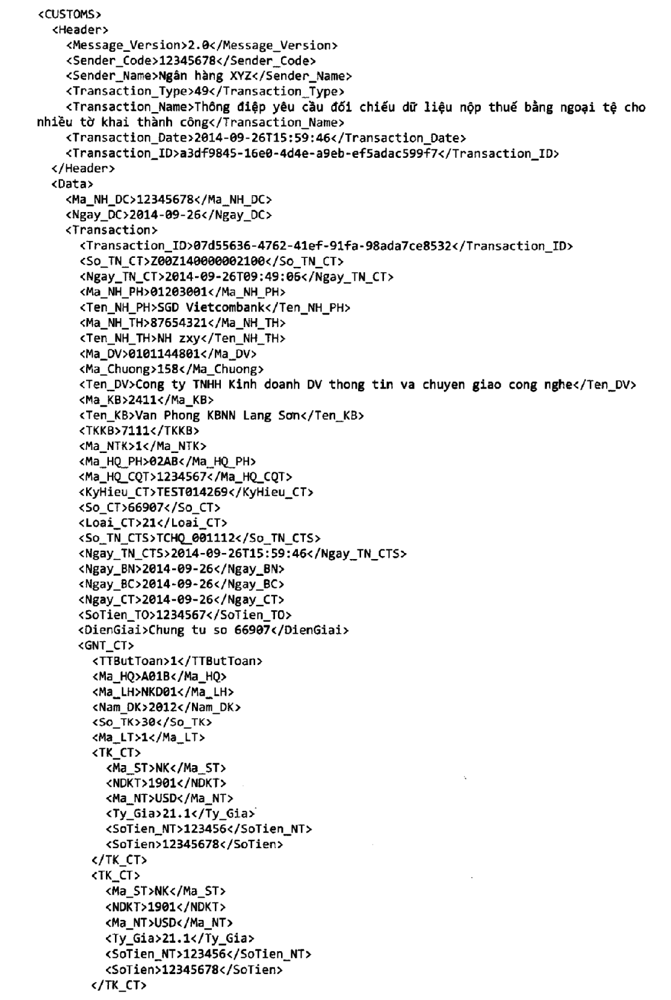 <CUSTOMS>
<Header>
<Message_Version>2.0</Message_Version>
<Sender_Code>12345678</Sender_Code>
<Sender_Name>Ngân hàng XYZ</Sender_Name>
<Transaction_Type>49</Transaction_Type>
<Transaction_Name>Thông điệp yêu cầu đối chiếu dữ liệu nộp thuế bằng ngoại tệ cho
nhiều tờ khai thành công</Transaction_Name>
<Transaction_Date>2014-09-26T15:59:46</Transaction_Date>
<Transaction_ID>a3df9845-16e0-4d4e-a9eb-ef5adac599f7</Transaction_ID>
</Header>
<Data>
<Ma_NH_DC>12345678</Ma_NH_DC>
<Ngay_DC>2014-09-26</Ngay_DC>
<Transaction>
<Transaction_ID>07d55636-4762-41ef-91fa-98ada7ce8532</Transaction_ID>
<So_TN_CT>Z00Z140000002100</So_TN_CT>
<Ngay_TN_CT>2014-09-26T09:49:06</Ngay_TN_CT>
<Ma_NH_PH>01203001</Ma_NH_PH>
<Ten_NH_PH>SGD Vietcombank</Ten_NH_PH>
<Ma_NH_TH>87654321</Ma_NH_TH>
<Ten_NH_TH>NH zxy</Ten_NH_TH>
<Ma_DV>0101144801</Ma_DV>
<Ma_Chuong>158</Ma_Chuong>
<Ten_DV>Cong ty TNHH Kinh doanh DV thong tin va chuyen giao cong nghe</Ten_DV>
<Ma_KB>2411</Ma_KB>
<Ten_KB>Van Phong KBNN Lang Sơn</Ten_KB>
<TKKB>7111</TKKB>
<Ma_NTK>1</Ma_NTK>
<Ma_HQ_PH>02AB</Ma_HQ_PH>
<Ma_HQ_CQT>1234567</Ma_HQ_CQT>
<KyHieu_CT>TEST014269</KyHieu_CT>
<So_CT>66907</So_CT>
<Loai_CT>21</Loai_CT>
<So_TN_CTS>TCHQ_001112</So_TN_CTS>
<Ngay_TN_CTS>2014-09-26T15:59:46</Ngay_TN_CTS>
<Ngay_BN>2014-09-26</Ngay_BN>
<Ngay_BC>2014-09-26</Ngay_BC>
<Ngay_CT>2014-09-26</Ngay_CT>
<SoTien_TO>1234567</SoTien_TO>
<DienGiai>Chung tu so 66907</DienGiai>
<GNT_CT>
<TTButToan>1</TTButToan>
<Ma_HQ>A01B</Ma_HQ>
<Ma_LH>NKD01</Ma_LH>
<Nam_DK>2012</Nam_DK>
<So_TK>30</So_TK>
<Ma_LT>1</Ma_LT>
<TK_CT>
<Ma_ST>NK</Ma_ST>
<NDKT>1901</NDKT>
<Ma_NT>USD</Ma_NT>
<Ty_Gia>21.1</Ty_Gia>
<SoTien_NT>123456</SoTien_NT>
<SoTien>12345678</SoTien>
</TK_CT>
<TK_CT>
<Ma_ST>NK</Ma_ST>
<NDKT>1901</NDKT>
<Ma_NT>USD</Ma_NT>
<Ty_Gia>21.1</Ty_Gia>
<SoTien_NT>123456</SoTien_NT>
<SoTien>12345678</SoTien>
</TK_CT>